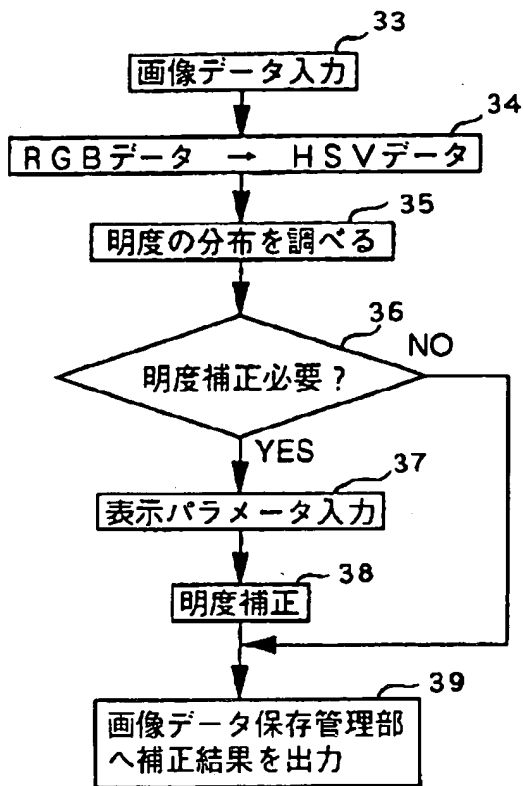 33
画像データ入力
34
RGBデータ → HSVデータ
35
明度の分布を調べる
36
明度補正必要?
NO
YES
37
表示パラメータ入力
38
明度補正
39
画像データ保存管理部
へ補正結果を出力